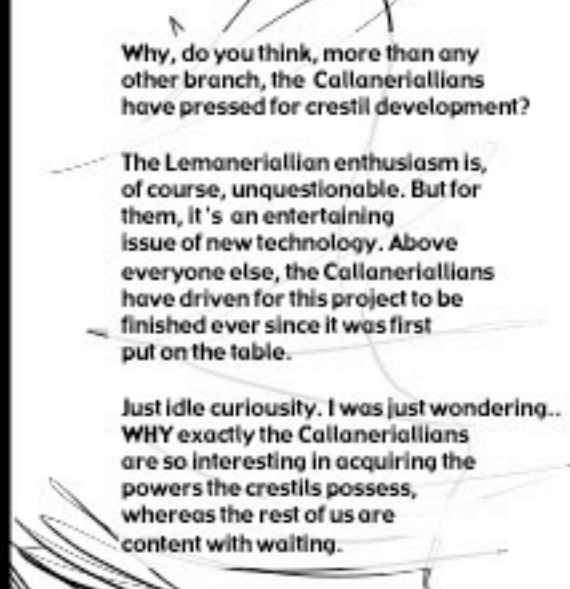 Why, do you think, more than any
other branch, the Callaneriallians
have pressed for crestil development?
The Lemaneriallian enthusiasm is,
of course, unquestionable. But for
them, it's an entertaining
issue of new technology. Above
everyone else, the Callaneriallians
have driven for this project to be
finished ever since it was first
put on the table.
Just idle curiousity. I was just wondering..
WHY exactly the Callaneriallians
are so interesting in acquiring the
powers the crestils possess,
whereas the rest of us are
content with waiting.